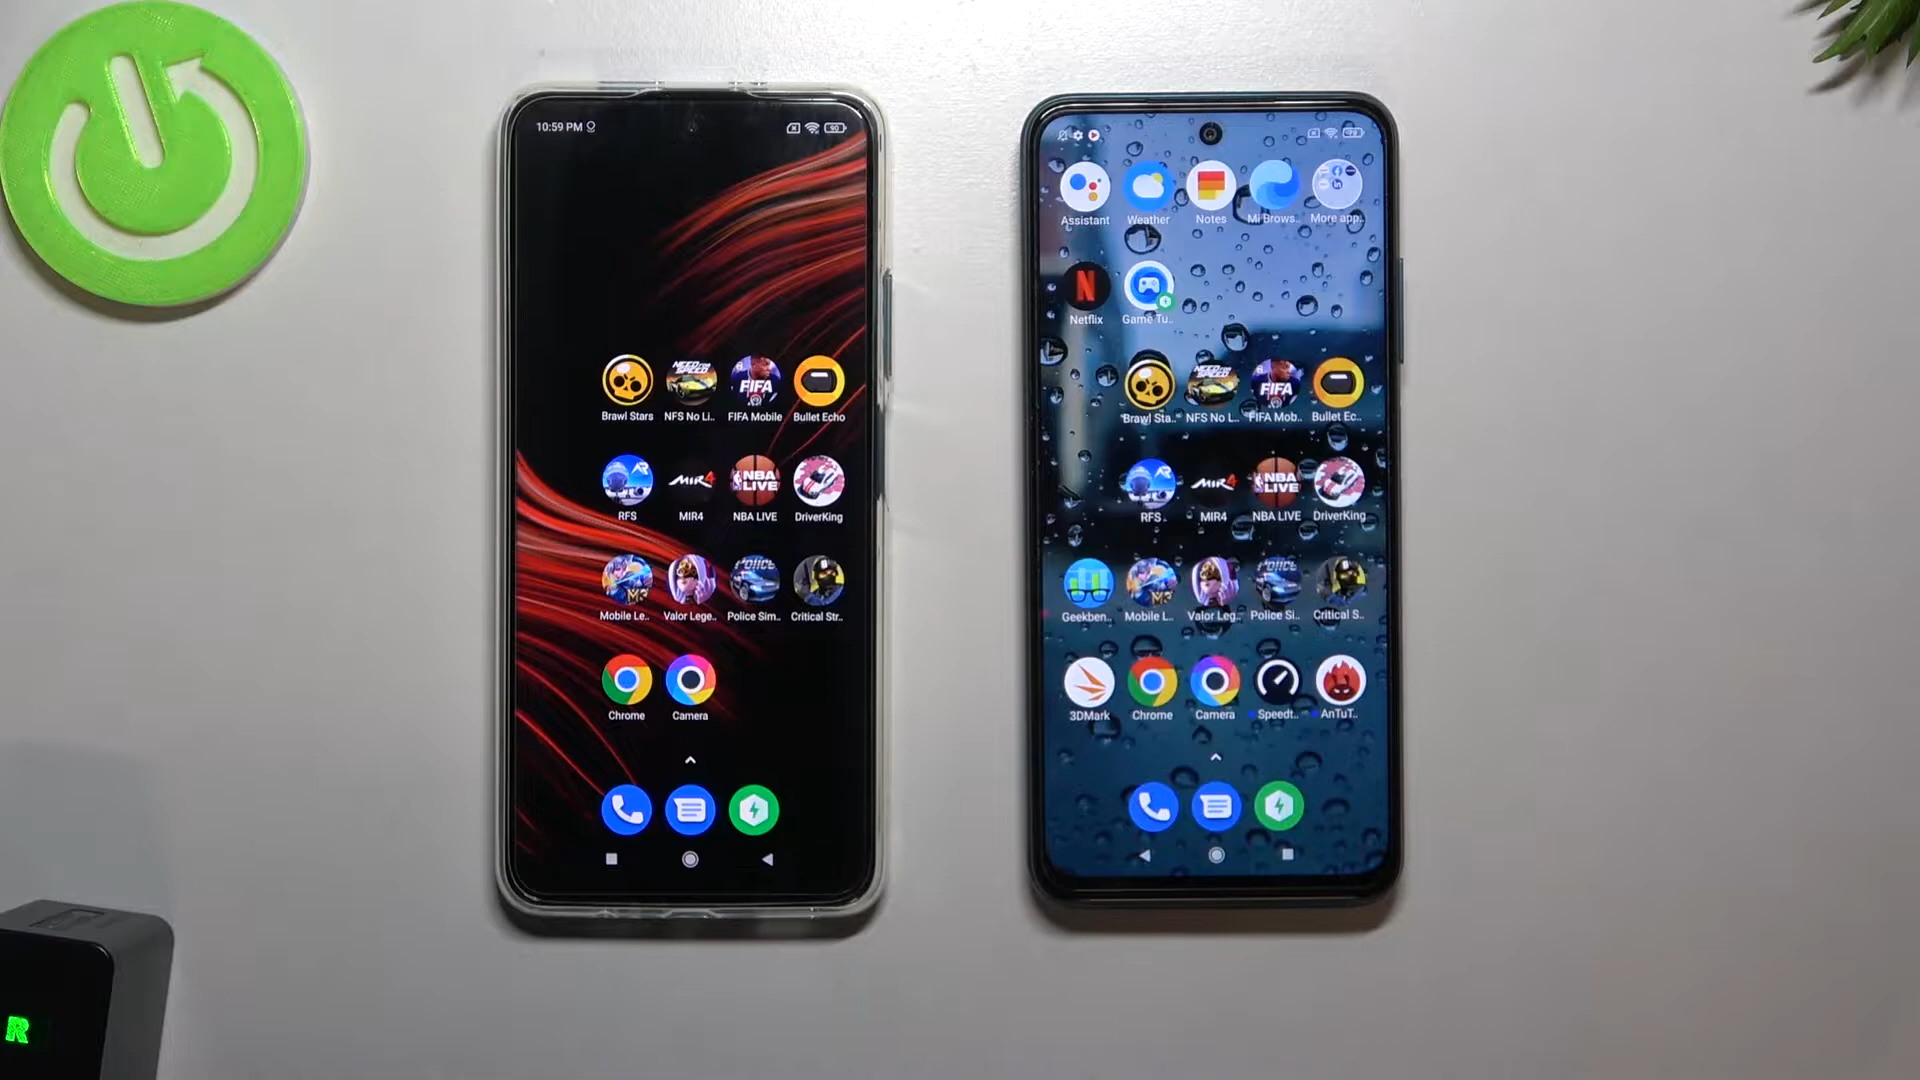 10:59 PM
90
Brawl Stars NFS No Li.. FIFA Mobile Bullet Echo
RFS MIR4 NBA LIVE DriverKing
Mobile Le.. Valor Lege.. Police Sim.. Critical Str..
Chrome Camera
Assistant Weather Notes Mi Brows.. More app..
Netflix Game Tu..
Brawl Sta.. NFS No L.. FIFA Mob.. Bullet Ec..
RFS MIR4 NBA LIVE DriverKing
Geekben.. Mobile L.. Valor Leg.. Police Si.. Critical S..
3DMark Chrome Camera Speedt.. AnTuT..
R